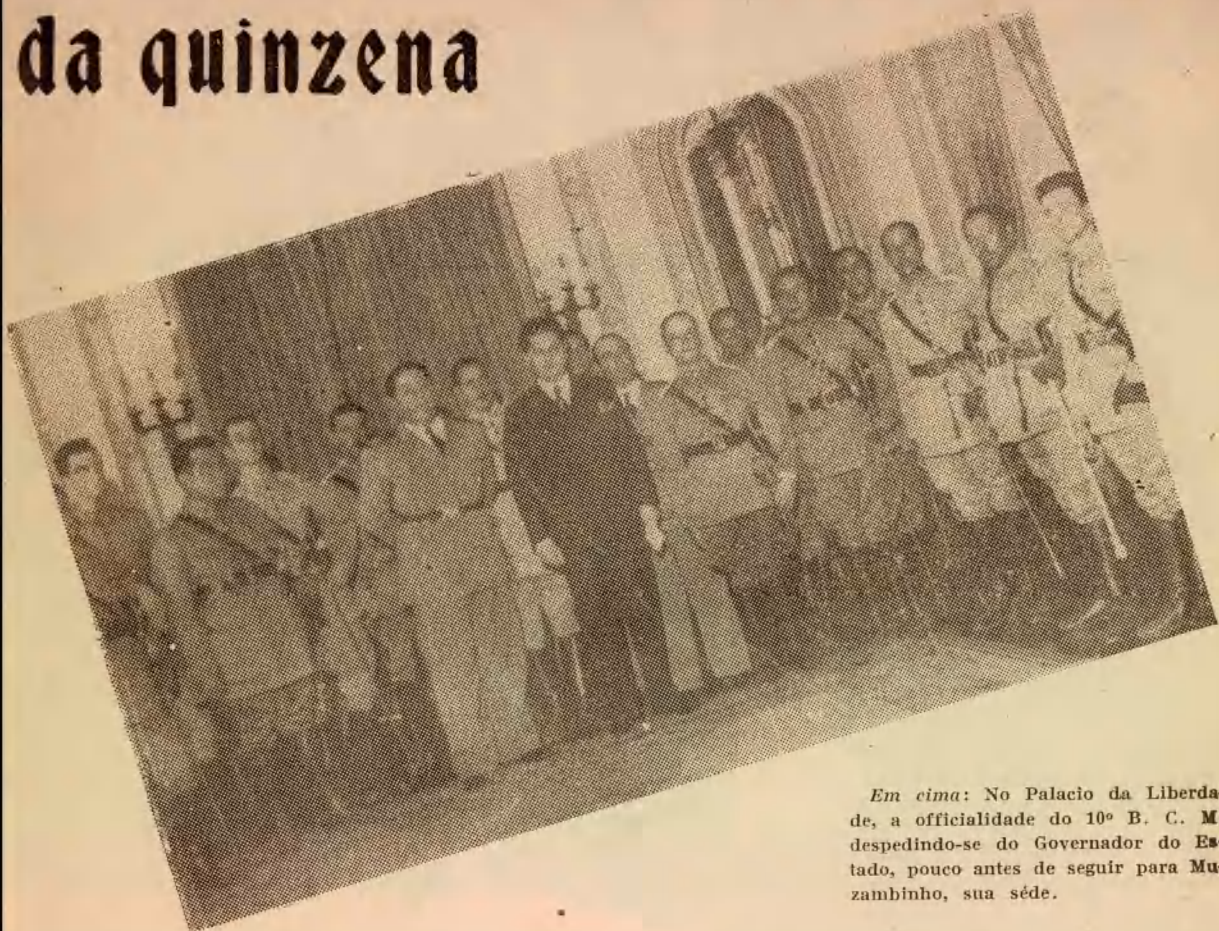 da quinzena
Em cima: No Palacio da Liberda
de, a officialidade do 10º B. C. M
despedindo-se do Governador do Es
tado, pouco antes de seguir para Mu
zambinho, sua séde.